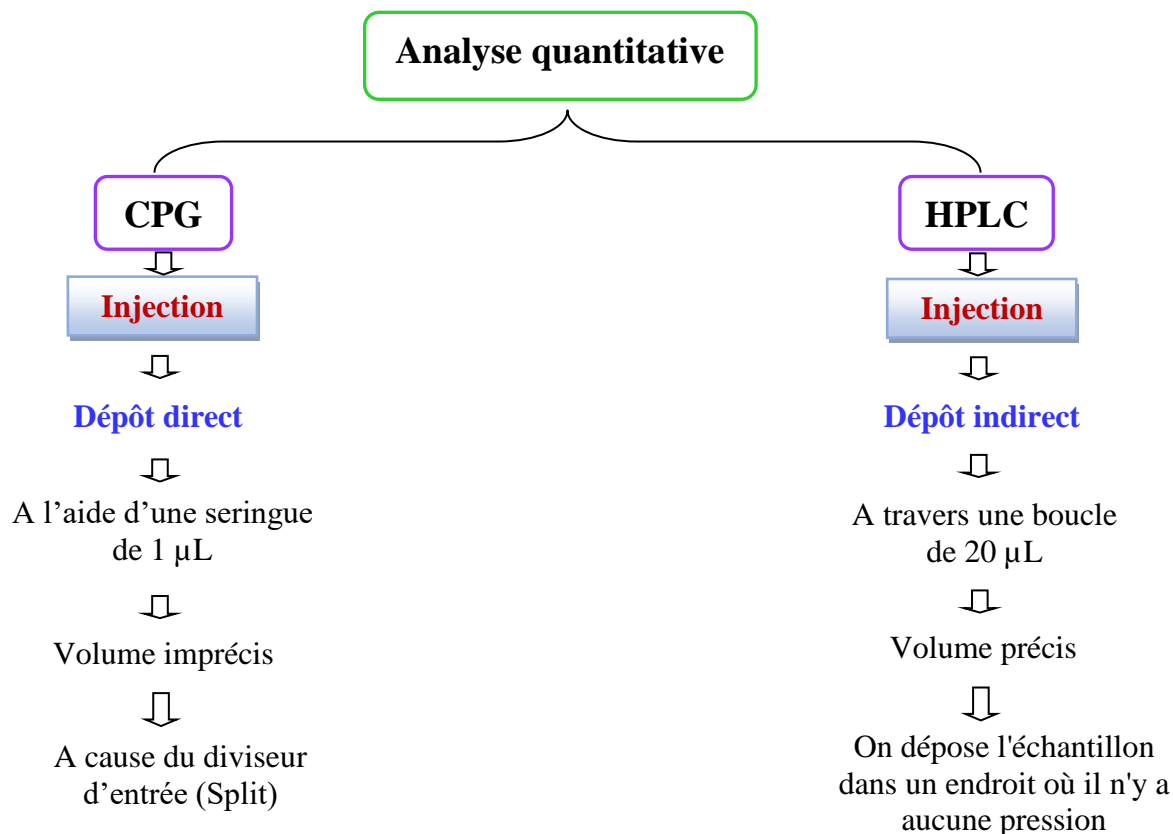 Analyse quantitative
CPG
Injection
Dépôt direct
A l’aide d’une seringue
de 1 µL
Volume imprécis
A cause du diviseur
d’entrée (Split)
HPLC
Injection
Dépôt indirect
A travers une boucle
de 20 µL
Volume précis
On dépose l'échantillon
dans un endroit où il n'y a
aucune pression